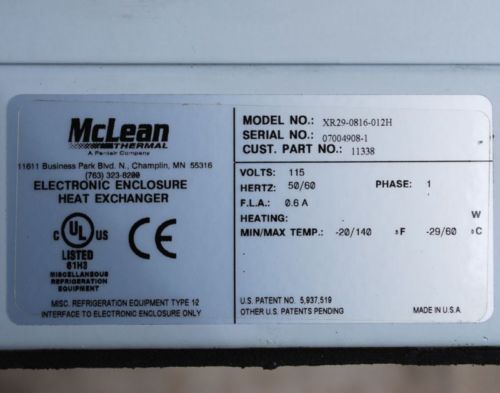 McLean
THERMAL
A Pentair Company
11611 Business Park Blvd. N., Champlin, MN 55316
(763) 323-8200
ELECTRONIC ENCLOSURE
HEAT EXCHANGER
C UL US
LISTED
61H3
MISCELLANEOUS
REFRIGERATION
EQUIPMENT
MISC. REFRIGERATION EQUIPMENT TYPE 12
INTERFACE TO ELECTRONIC ENCLOSURE ONLY
MODEL NO.: XR29-0816-012H
SERIAL NO.: 07004908-1
CUST. PART NO.: 11338
VOLTS: 115
HERTZ: 50/60 PHASE: 1
F.L.A.: 0.6 A
HEATING: W
MIN/MAX TEMP.: -20/140 °F -29/60 °C
U.S. PATENT NO. 5,937,519
OTHER U.S. PATENTS PENDING MADE IN U.S.A.